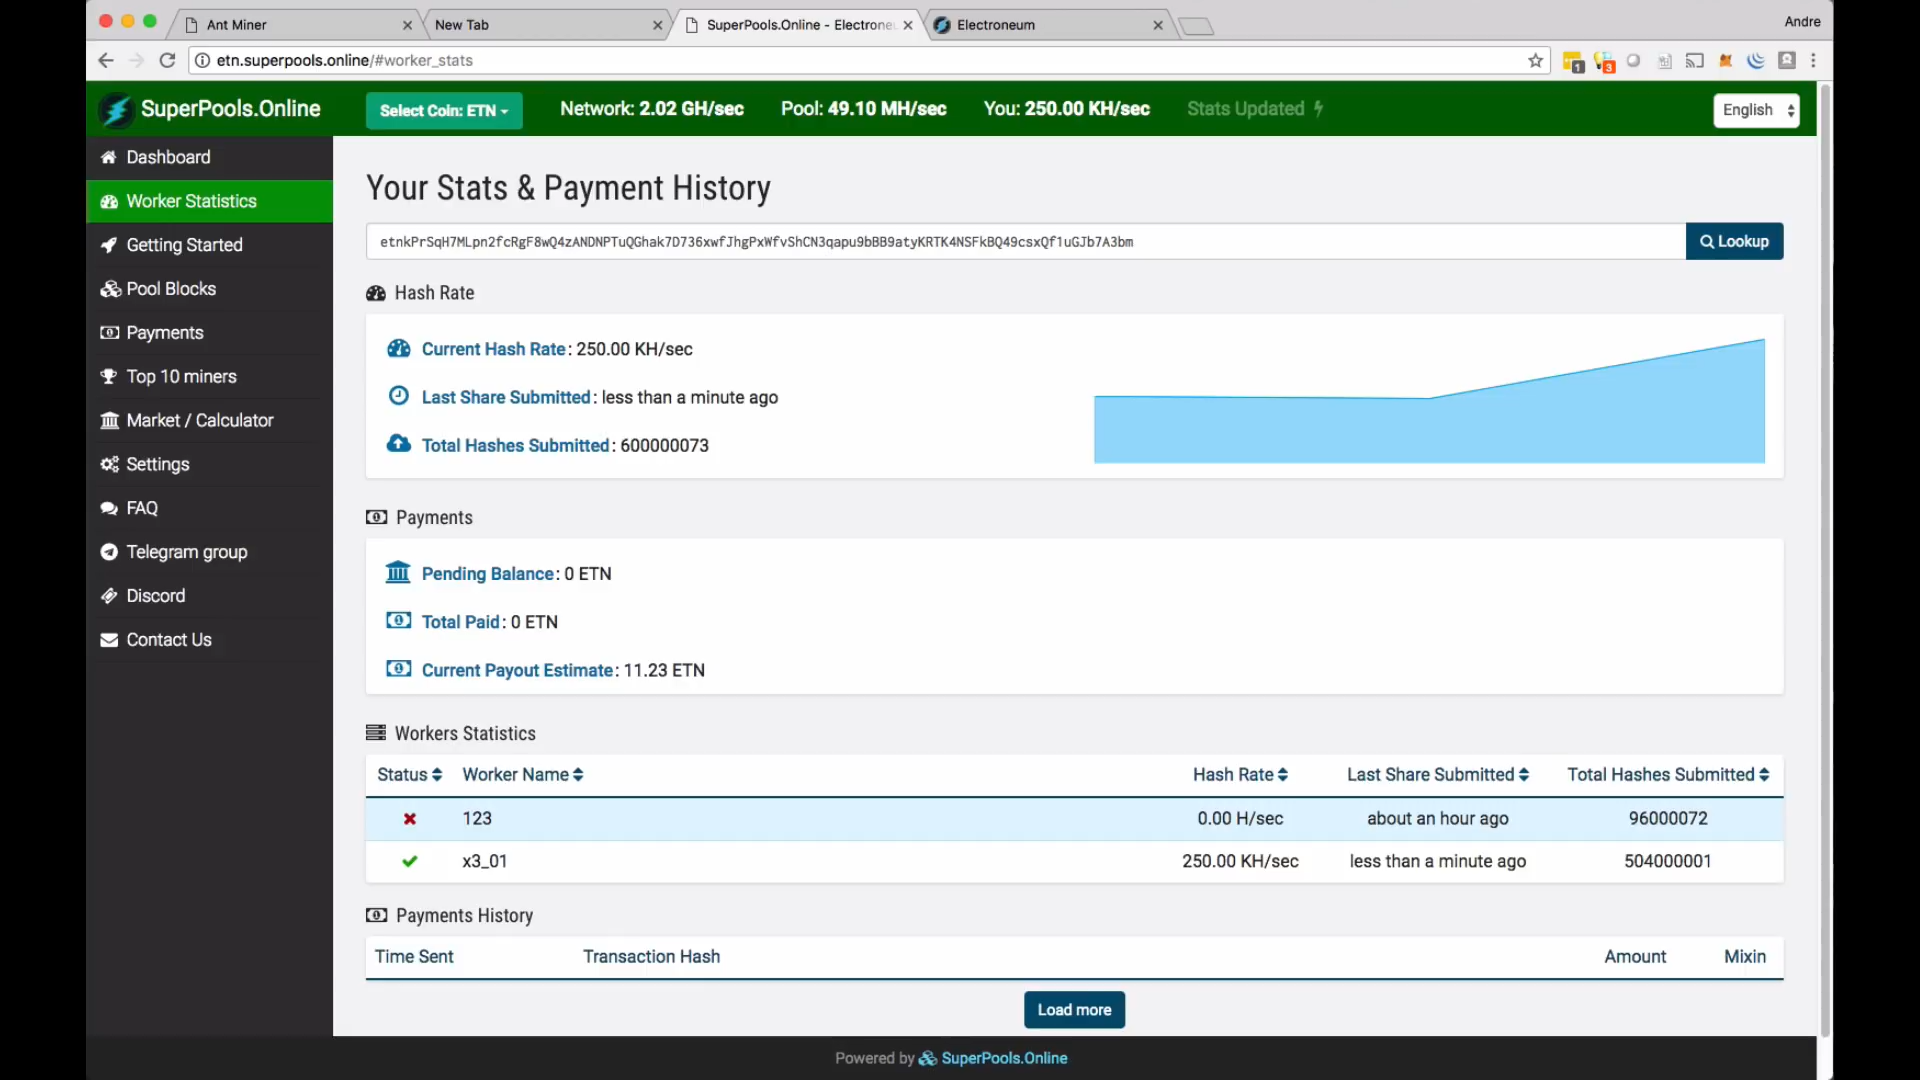 Ant Miner
New Tab
SuperPools.Online - Electrone
Electroneum
Andre
etn.superpools.online/#worker_stats
1
3
SuperPools.Online
Select Coin: ETN
Network: 2.02 GH/sec
Pool: 49.10 MH/sec
You: 250.00 KH/sec
Stats Updated
English
Dashboard
Worker Statistics
Getting Started
Pool Blocks
Payments
Top 10 miners
Market / Calculator
Settings
FAQ
Telegram group
Discord
Contact Us
Your Stats & Payment History
etnkPrSqH7MLpn2fcRgF8wQ4zANDNPTuQGhak7D736xwfJhgPxWfvShCN3qapu9bBB9atyKRTK4NSFkBQ49csxQf1uGJb7A3bm
Lookup
Hash Rate
Current Hash Rate: 250.00 KH/sec
Last Share Submitted: less than a minute ago
Total Hashes Submitted: 600000073
Payments
Pending Balance: 0 ETN
Total Paid: 0 ETN
Current Payout Estimate: 11.23 ETN
Workers Statistics
Status Worker Name Hash Rate Last Share Submitted Total Hashes Submitted
123 0.00 H/sec about an hour ago 96000072
x3_01 250.00 KH/sec less than a minute ago 504000001
Payments History
Time Sent Transaction Hash Amount Mixin
Load more
Powered by SuperPools.Online